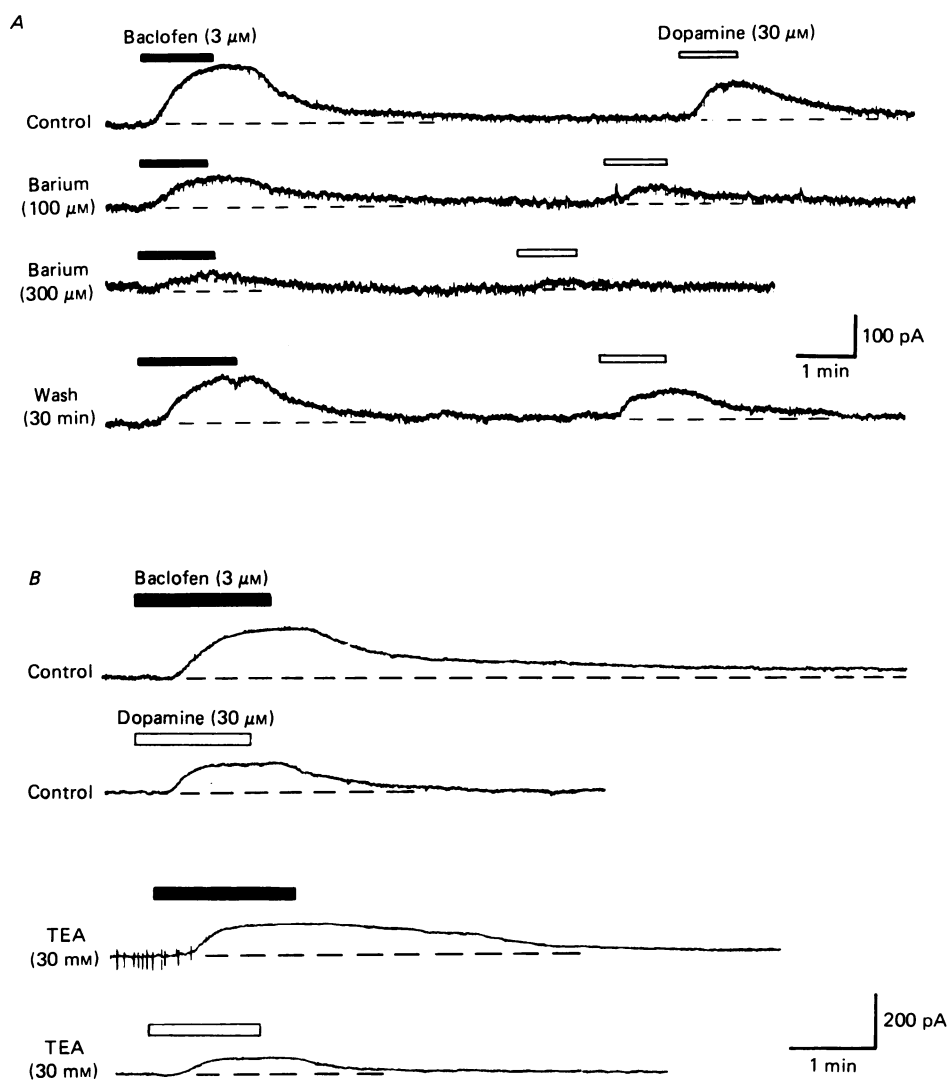 A
Baclofen (3 μM)
Dopamine (30 μM)
Control
Barium
(100 μM)
Barium
(300 μM)
100 pA
1 min
Wash
(30 min)
B
Baclofen (3 μM)
Control
Dopamine (30 μM)
Control
TEA
(30 mM)
TEA
(30 mM)
200 pA
1 min